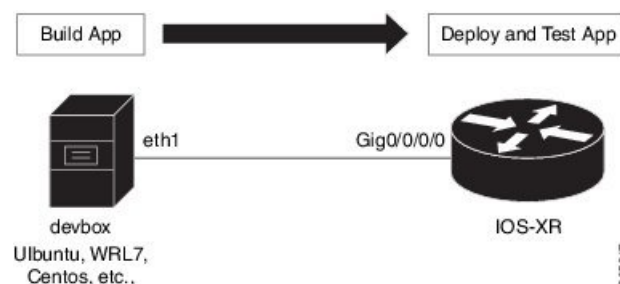 Build App
Deploy and Test App
eth1
Gig0/0/0/0
devbox
IOS-XR
Ulbuntu, WRL7,
Centos, etc.,